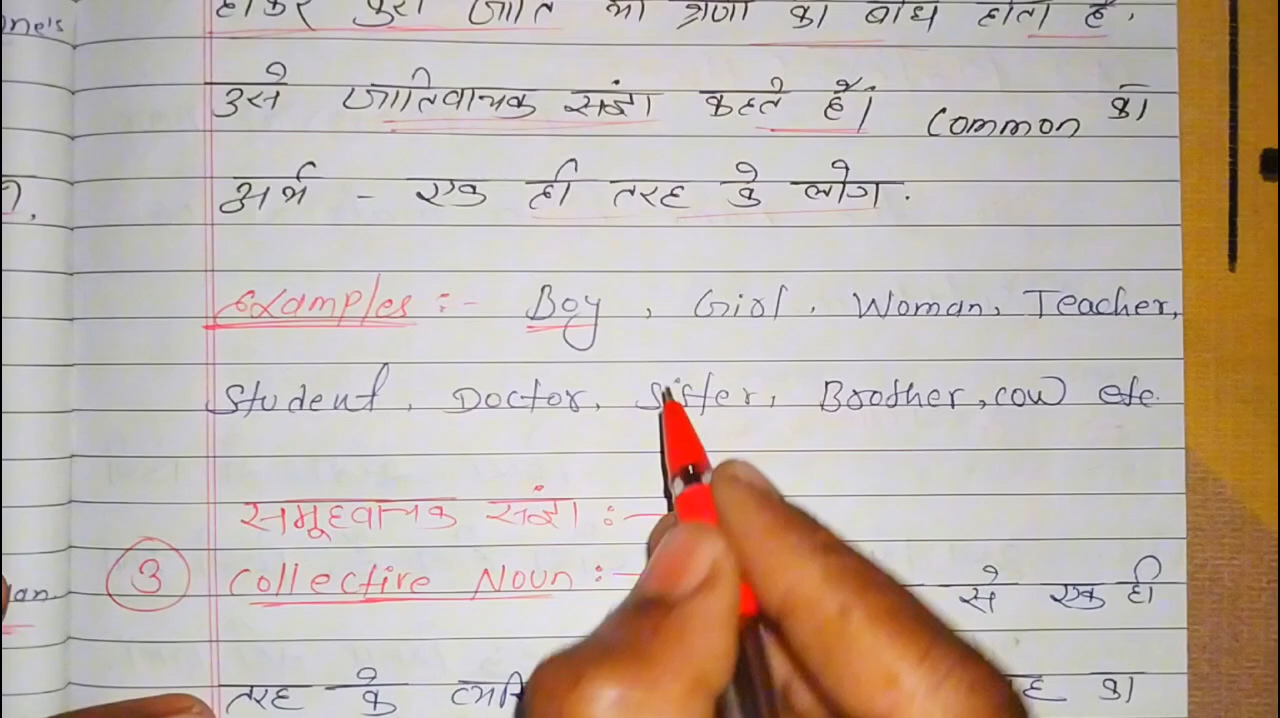 होकर पुरी जाति या श्रेणी का बोध होता है.
उसे जातिवाचक संज्ञा कहते हैं। Common का
अर्थ - एक ही तरह के लोग.
Examples :- Boy, Girl, Woman, Teacher,
Student, Doctor, Sister, Brother, cow etc.
समूहवाचक संज्ञा :-
3 Collective Noun :- से एक ही
तरह के का